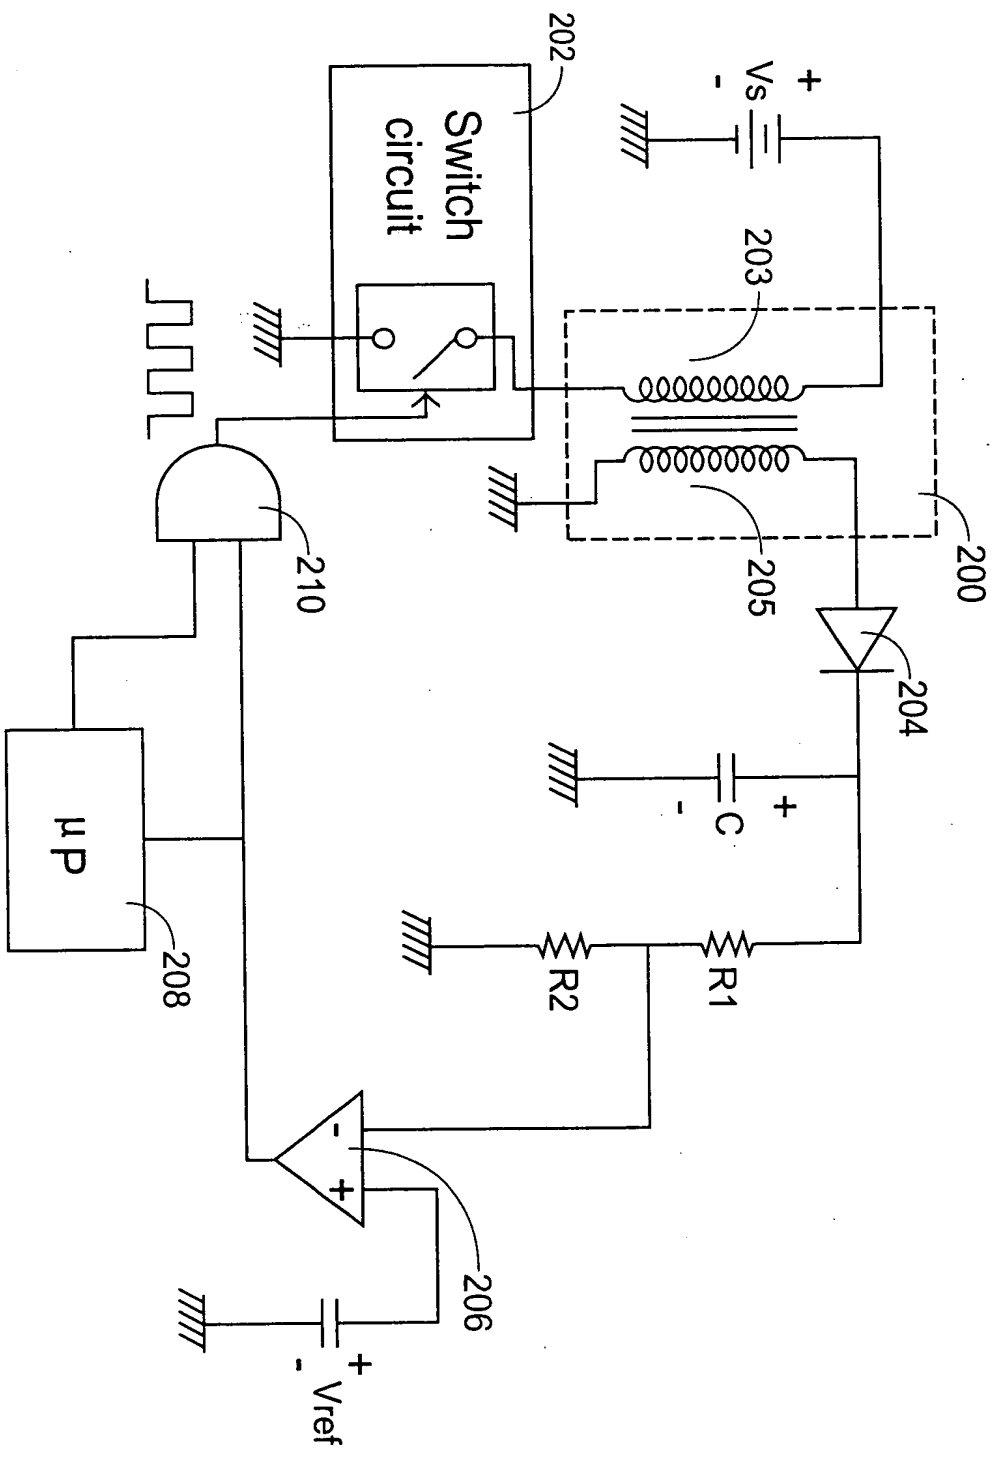 200
203
205
204
+
Vs
-
202
Switch
circuit
+
C
-
R1
R2
210
206
-
+
μP
208
+
- Vref